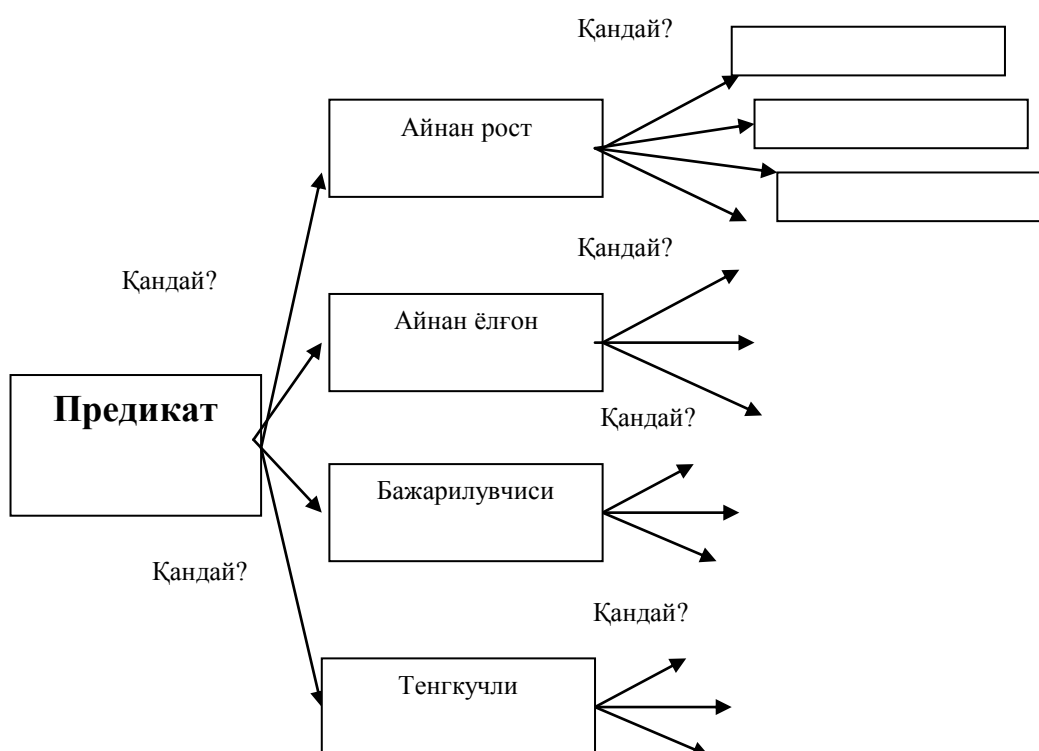 Қандай?
Айнан рост
Қандай?
Қандай?
Айнан ёлғон
Предикат
Қандай?
Бажарилувчиси
Қандай?
Қандай?
Тенгкучли